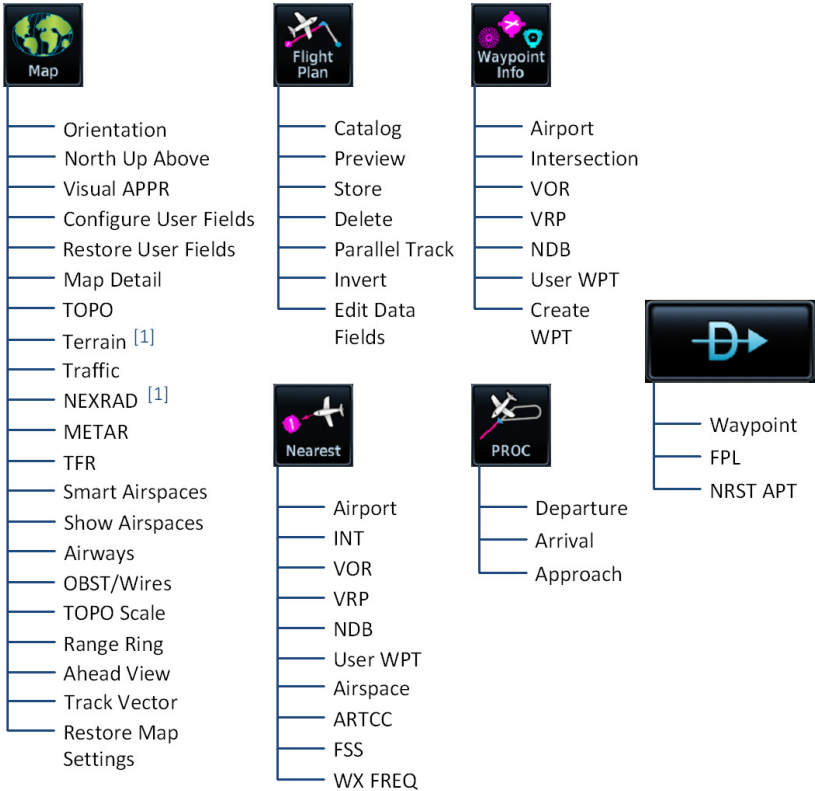 Map
Orientation
North Up Above
Visual APPR
Configure User Fields
Restore User Fields
Map Detail
TOPO
Terrain [1]
Traffic
NEXRAD [1]
METAR
TFR
Smart Airspaces
Show Airspaces
Airways
OBST/Wires
TOPO Scale
Range Ring
Ahead View
Track Vector
Restore Map
Settings
Flight
Plan
Catalog
Preview
Store
Delete
Parallel Track
Invert
Edit Data
Fields
Waypoint
Info
Airport
Intersection
VOR
VRP
NDB
User WPT
Create
WPT
Nearest
Airport
INT
VOR
VRP
NDB
User WPT
Airspace
ARTCC
FSS
WX FREQ
PROC
Departure
Arrival
Approach
D
Waypoint
FPL
NRST APT